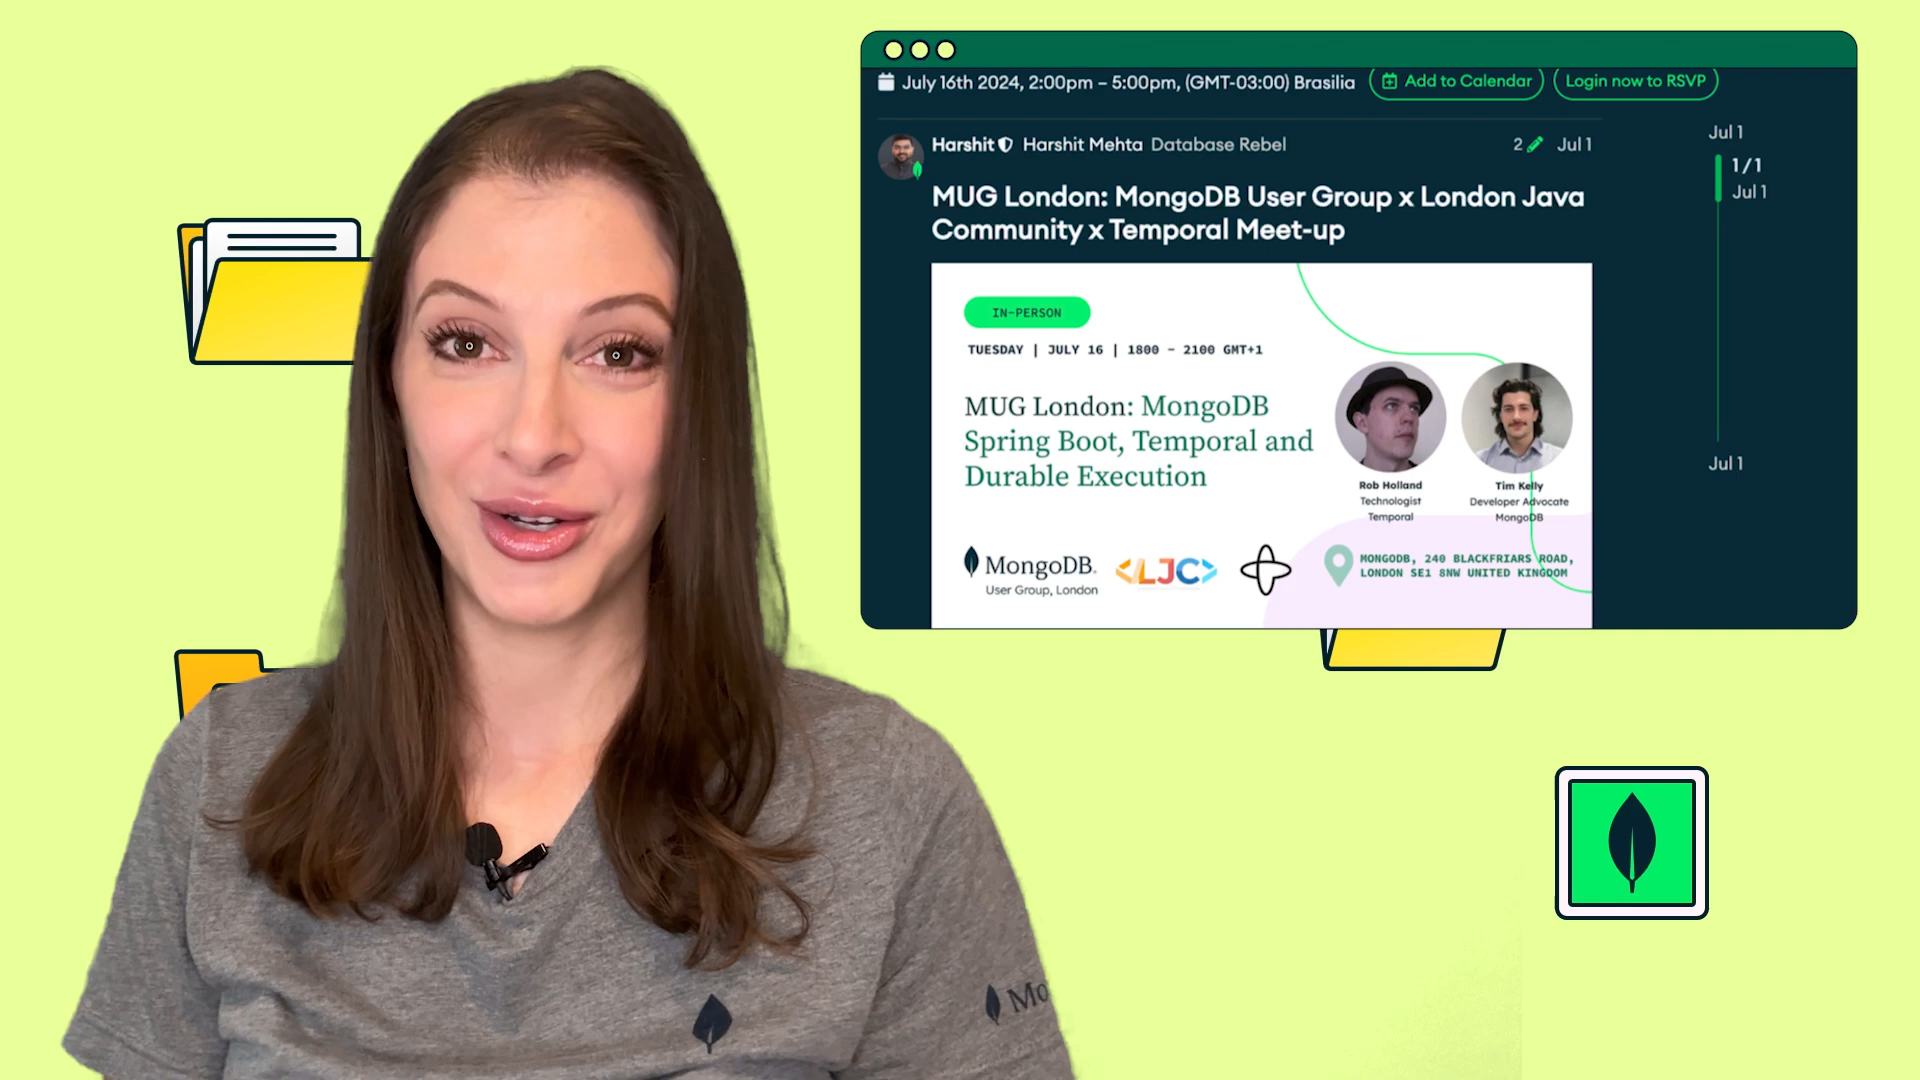 July 16th 2024, 2:00pm – 5:00pm, (GMT-03:00) Brasilia
Add to Calendar
Login now to RSVP
Harshit Harshit Mehta Database Rebel
2 Jul 1
MUG London: MongoDB User Group x London Java
Community x Temporal Meet-up
Jul 1
1 / 1
Jul 1
Jul 1
IN-PERSON
TUESDAY | JULY 16 | 1800 - 2100 GMT+1
MUG London: MongoDB
Spring Boot, Temporal and
Durable Execution
Rob Holland
Technologist
Temporal
Tim Kelly
Developer Advocate
MongoDB
MongoDB.
User Group, London
<LJC>
MONGODB, 240 BLACKFRIARS ROAD,
LONDON SE1 8NW UNITED KINGDOM
Mo